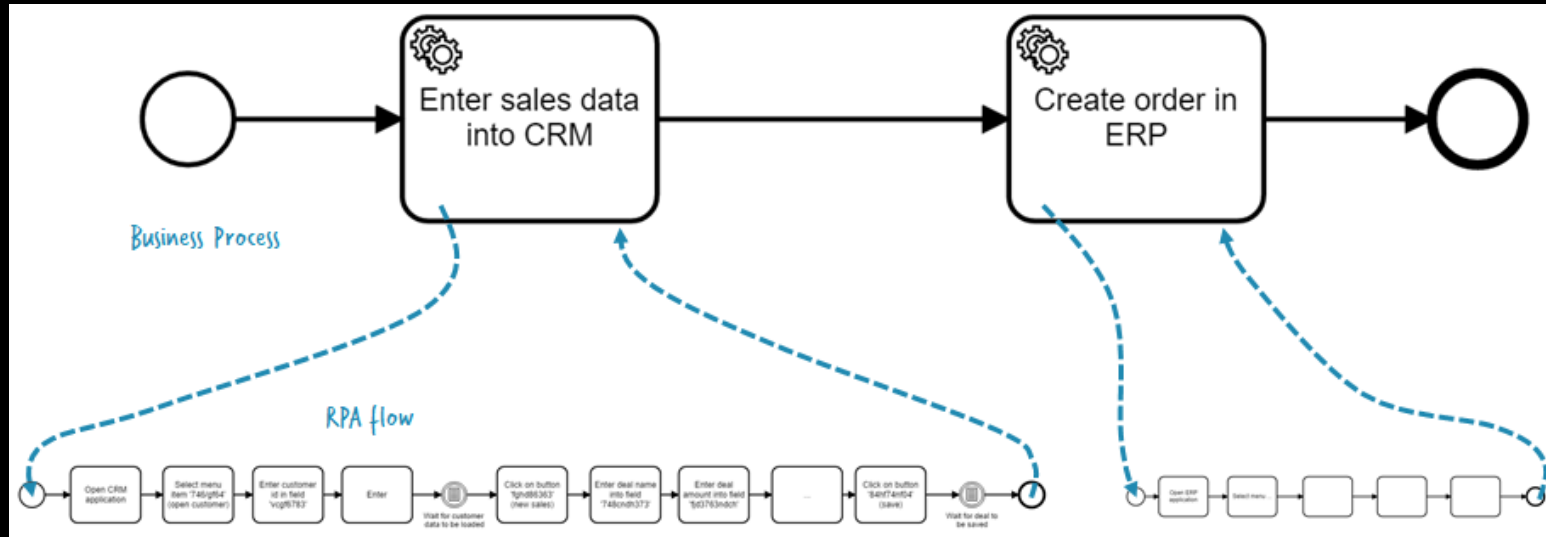 Enter sales data
into CRM
Create order in
ERP
Business Process
RPA flow
Open CRM
application
Select menu
item '746/gf64'
(open customer)
Enter customer
id in field
'vcgf6783'
Enter
Wait for customer
data to be loaded
Click on button
'fghd86363'
(new sales)
Enter deal name
into field
'748cndh373'
Enter deal
amount into field
'fjd3763ndch'
...
Click on button
'84hf74nf04'
(save)
Wait for deal to
be saved
Open ERP
application
Select menu ...